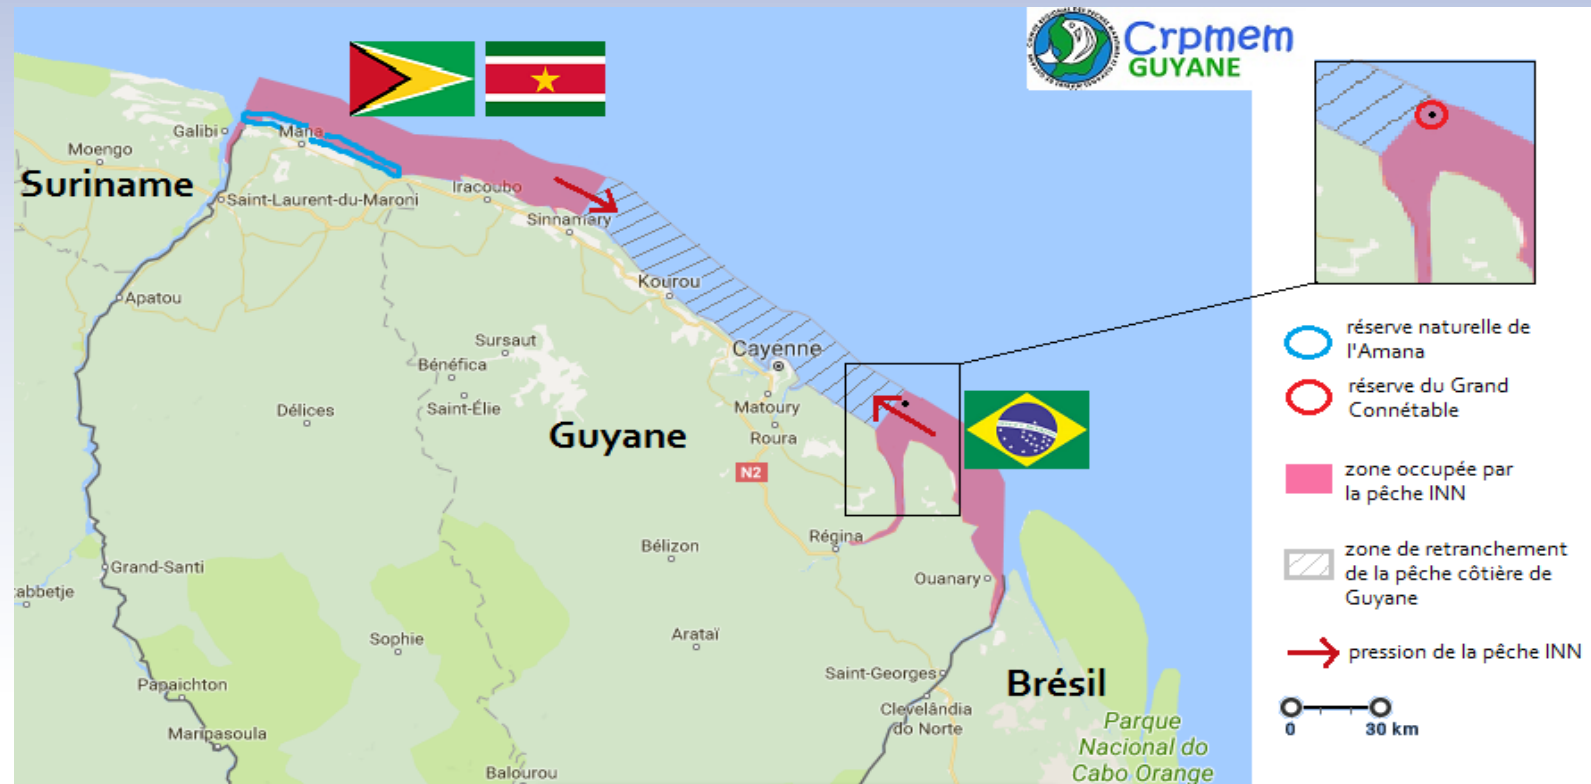 Crpmem
GUYANE
Galibi
Mana
Moengo
Suriname
Saint-Laurent-du-Maroni
Iracoubo
Sinnamary
Apatou
Kourou
Sursaut
Bénéfica
Cayenne
Délices
Saint-Élie
Matoury
Guyane
Roura
N2
Régina
Bélizon
Grand-Santi
Ouanary
abbetje
Sophie
Arataï
Saint-Georges
Brésil
Papaichton
Clevelândia
do Norte
Maripasoula
Parque
Nacional do
Cabo Orange
Balourou
réserve naturelle de
l'Amana
réserve du Grand
Connétable
zone occupée par
la pêche INN
zone de retranchement
de la pêche côtière de
Guyane
pression de la pêche INN
0 30 km